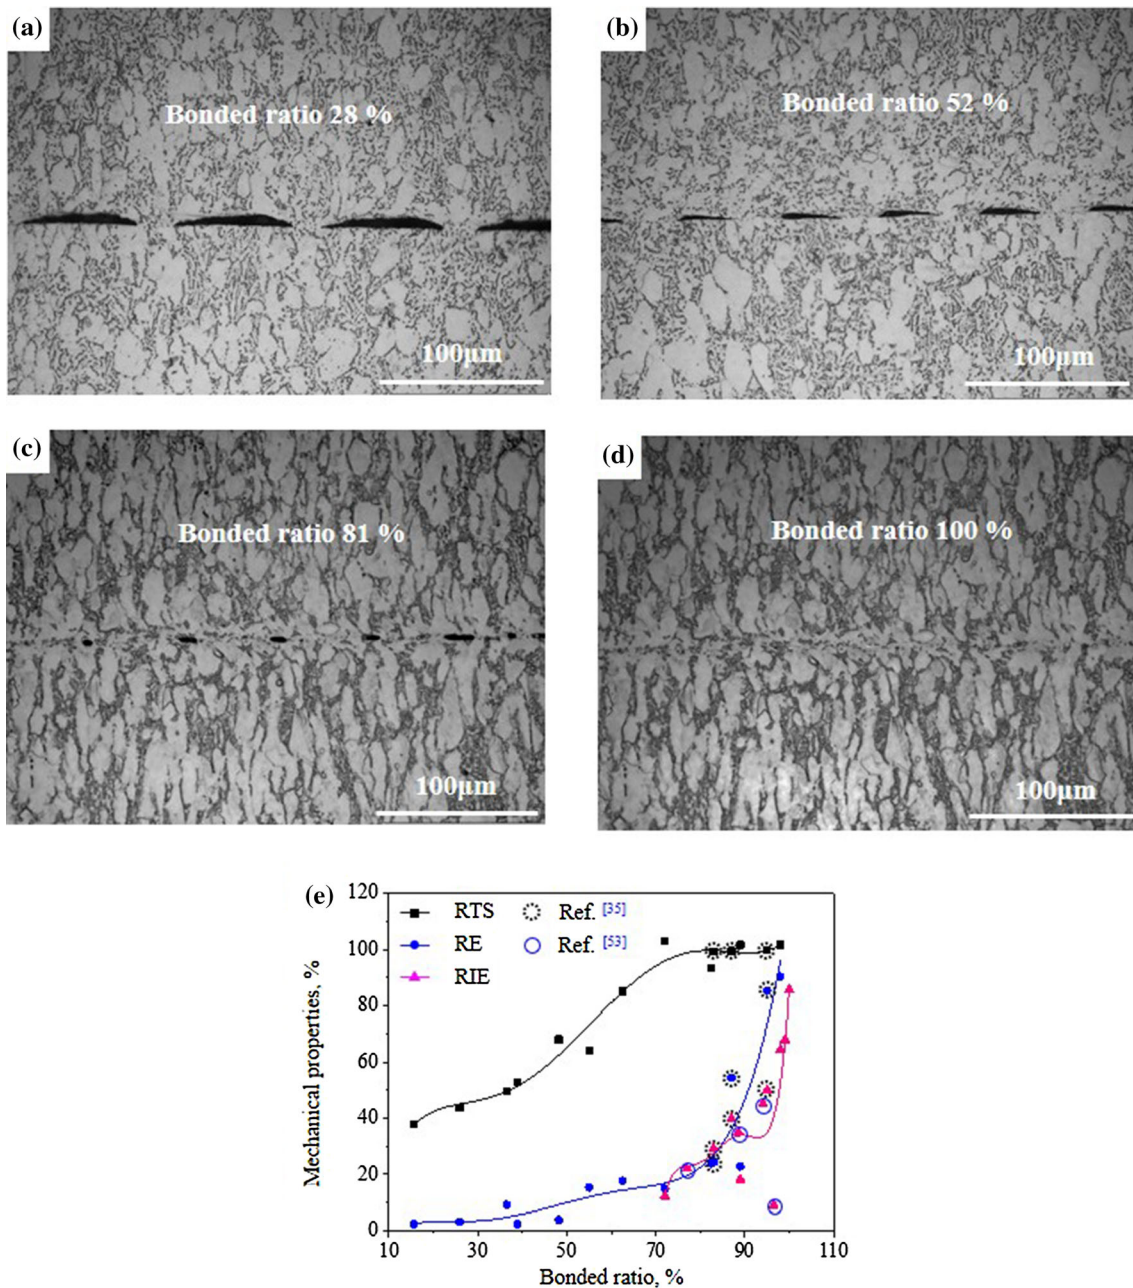 (a)
Bonded ratio 28 %
100µm
(b)
Bonded ratio 52 %
100µm
(c)
Bonded ratio 81 %
100µm
(d)
Bonded ratio 100 %
100µm
(e)
120
100
80
60
40
20
0
Mechanical properties, %
RTS
RE
RIE
Ref. [35]
Ref. [53]
10
30
50
70
90
110
Bonded ratio, %